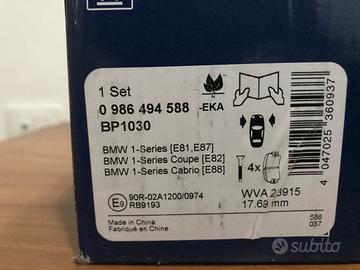 1 Set
0 986 494 588
-EKA
BP1030
BMW 1-Series [E81,E87]
BMW 1-Series Coupe [E82]
BMW 1-Series Cabrio [E88]
4x
E9 90R-02A1200/0974
RB9193
WVA 23915
17.69 mm
Made in China
Fabriqué en Chine
586
037
4 047025 360937
subito